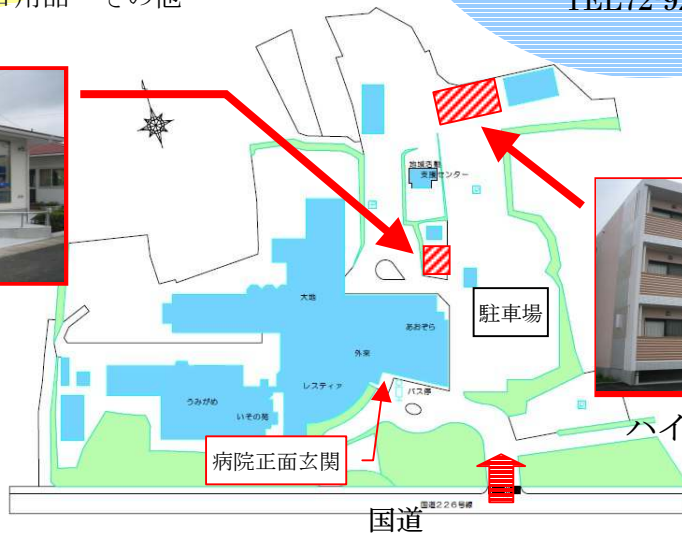 用品 その他
TEL72-92
地域活動
支援センター
大地
あおぞら
駐車場
外来
レスティア
バス停
うみがめ
いその苑
ハイ
病院正面玄関
国道226号線
国道